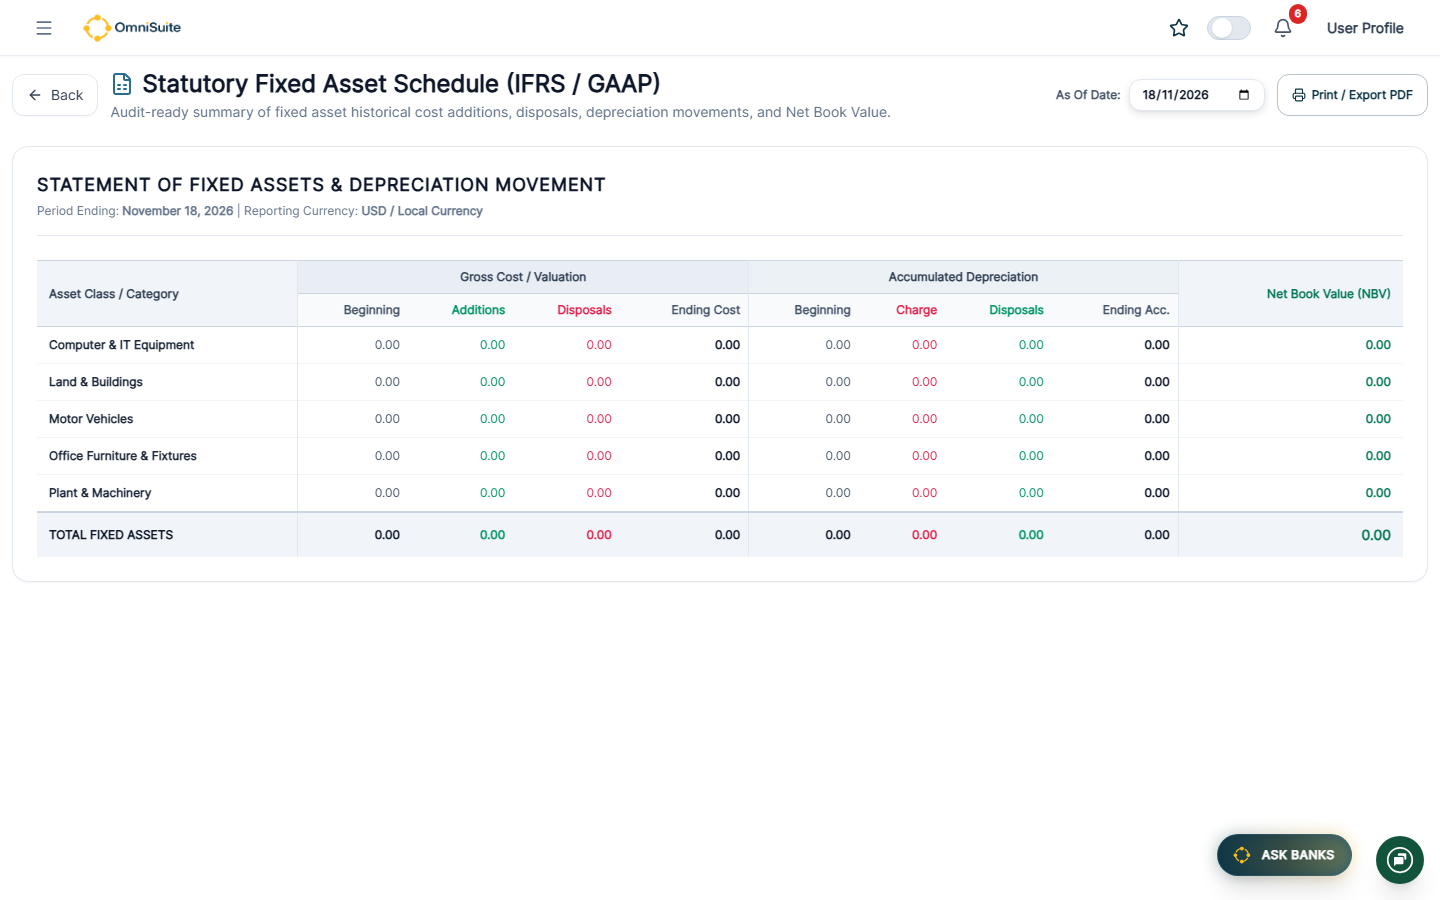 OmniSuite
6
User Profile
Back
Statutory Fixed Asset Schedule (IFRS / GAAP)
Audit-ready summary of fixed asset historical cost additions, disposals, depreciation movements, and Net Book Value.
As Of Date:
18/11/2026
Print / Export PDF
STATEMENT OF FIXED ASSETS & DEPRECIATION MOVEMENT
Period Ending: November 18, 2026 | Reporting Currency: USD / Local Currency
Asset Class / Category
Gross Cost / Valuation
Accumulated Depreciation
Net Book Value (NBV)
Beginning Additions Disposals Ending Cost Beginning Charge Disposals Ending Acc.
Computer & IT Equipment 0.00 0.00 0.00 0.00 0.00 0.00 0.00 0.00 0.00
Land & Buildings 0.00 0.00 0.00 0.00 0.00 0.00 0.00 0.00 0.00
Motor Vehicles 0.00 0.00 0.00 0.00 0.00 0.00 0.00 0.00 0.00
Office Furniture & Fixtures 0.00 0.00 0.00 0.00 0.00 0.00 0.00 0.00 0.00
Plant & Machinery 0.00 0.00 0.00 0.00 0.00 0.00 0.00 0.00 0.00
TOTAL FIXED ASSETS 0.00 0.00 0.00 0.00 0.00 0.00 0.00 0.00 0.00
ASK BANKS